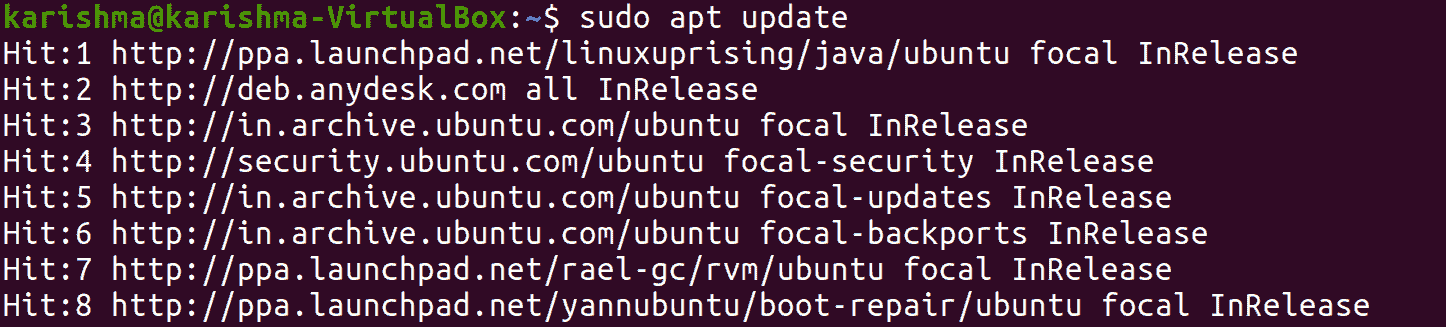 karishma@karishma-VirtualBox:~$ sudo apt update
Hit:1 http://ppa.launchpad.net/linuxuprising/java/ubuntu focal InRelease
Hit:2 http://deb.anydesk.com all InRelease
Hit:3 http://in.archive.ubuntu.com/ubuntu focal InRelease
Hit:4 http://security.ubuntu.com/ubuntu focal-security InRelease
Hit:5 http://in.archive.ubuntu.com/ubuntu focal-updates InRelease
Hit:6 http://in.archive.ubuntu.com/ubuntu focal-backports InRelease
Hit:7 http://ppa.launchpad.net/rael-gc/rvm/ubuntu focal InRelease
Hit:8 http://ppa.launchpad.net/yannubuntu/boot-repair/ubuntu focal InRelease